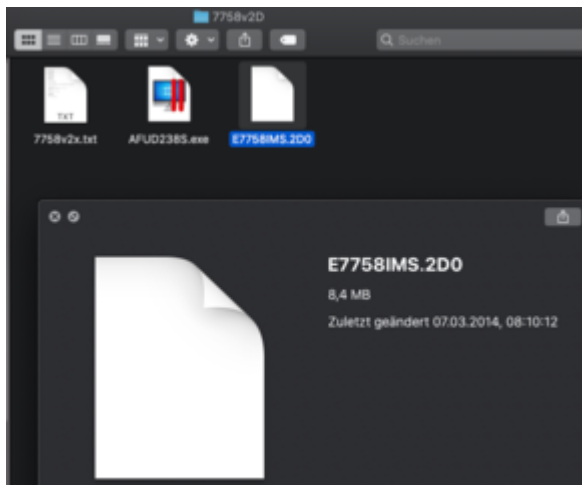 7758v2D
Suchen
TXT
7758v2x.txt
AFUD238S.exe
E7758IMS.2D0
E7758IMS.2D0
8,4 MB
Zuletzt geändert 07.03.2014, 08:10:12